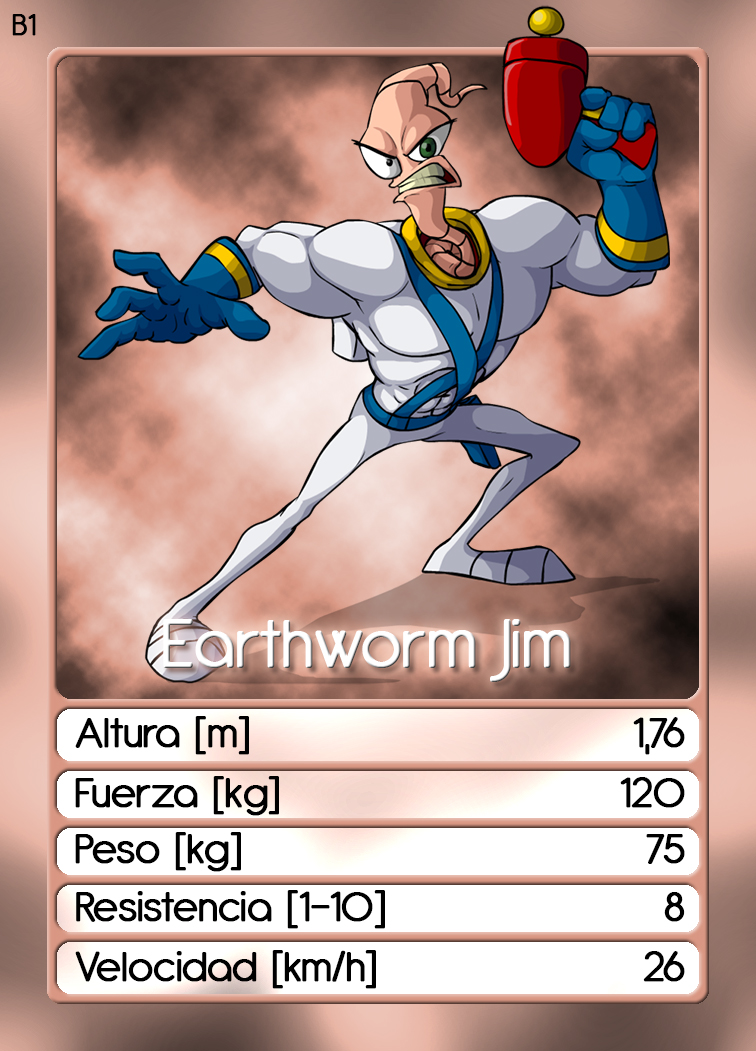 B1
Earthworm Jim
Altura [m] 1,76
Fuerza [kg] 120
Peso [kg] 75
Resistencia [1-10] 8
Velocidad [km/h] 26